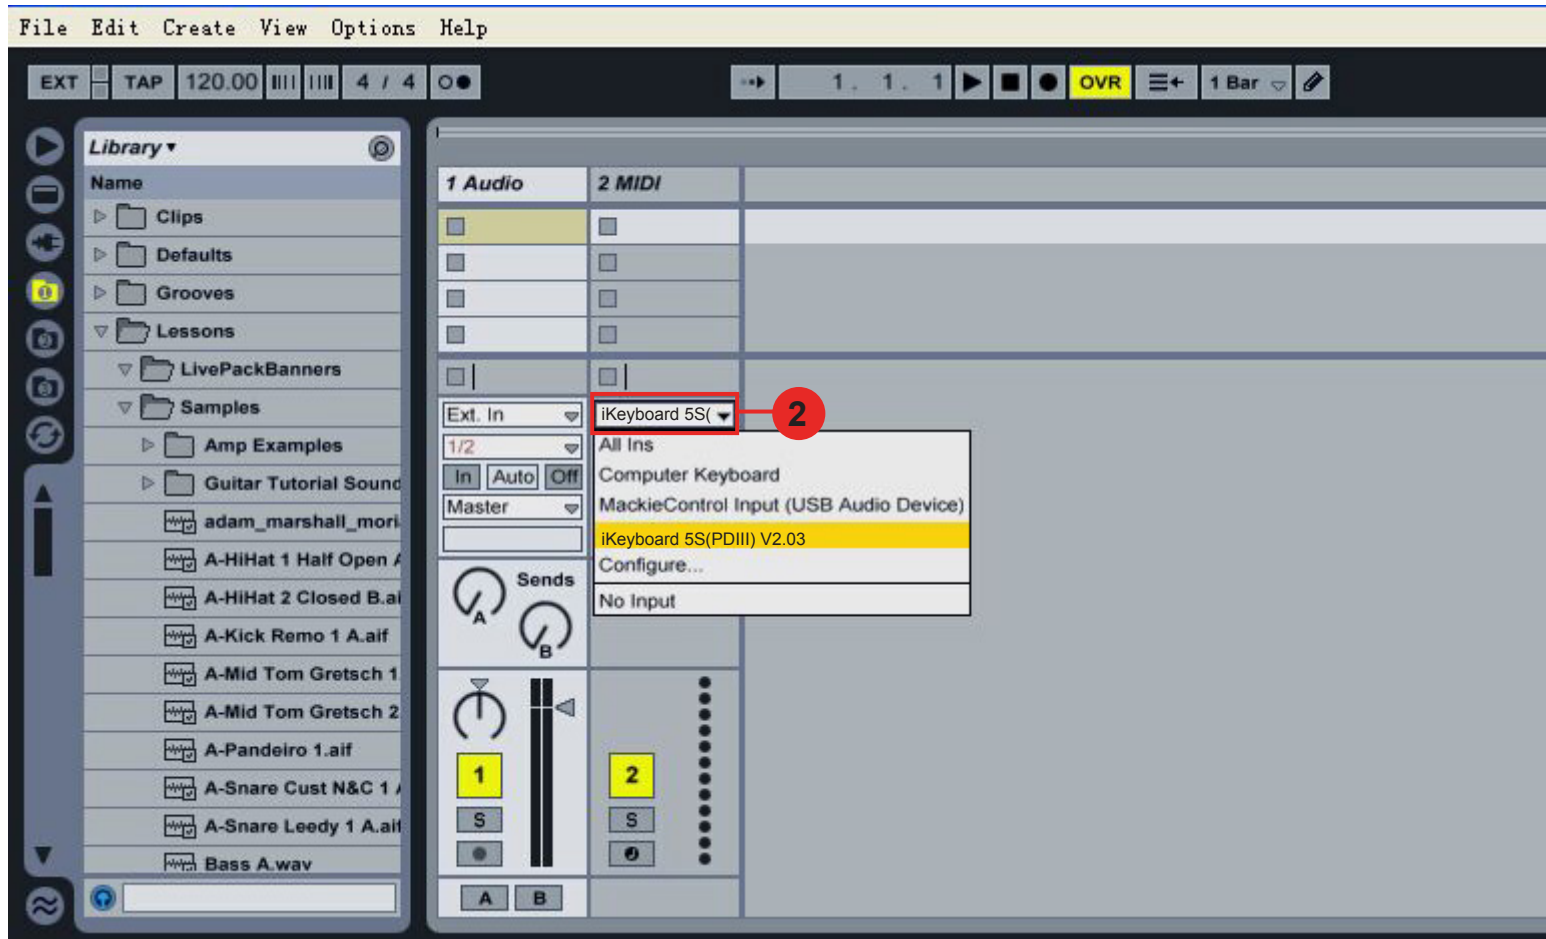 File Edit Create View Options Help
EXT TAP 120.00 4 / 4 1. 1. 1 OVR 1 Bar
Library
Name
Clips
Defaults
Grooves
Lessons
LivePackBanners
Samples
Amp Examples
Guitar Tutorial Sound
adam_marshall_mori
A-HiHat 1 Half Open A
A-HiHat 2 Closed B.ai
A-Kick Remo 1 A.aif
A-Mid Tom Gretsch 1
A-Mid Tom Gretsch 2
A-Pandeiro 1.aif
A-Snare Cust N&C 1 A
A-Snare Leedy 1 A.aif
Bass A.wav
1 Audio
2 MIDI
Ext. In
1/2
In Auto Off
Master
Sends
A
B
1
S
A B
iKeyboard 5S(
2
All Ins
Computer Keyboard
MackieControl Input (USB Audio Device)
iKeyboard 5S(PDIII) V2.03
Configure...
No Input
2
S